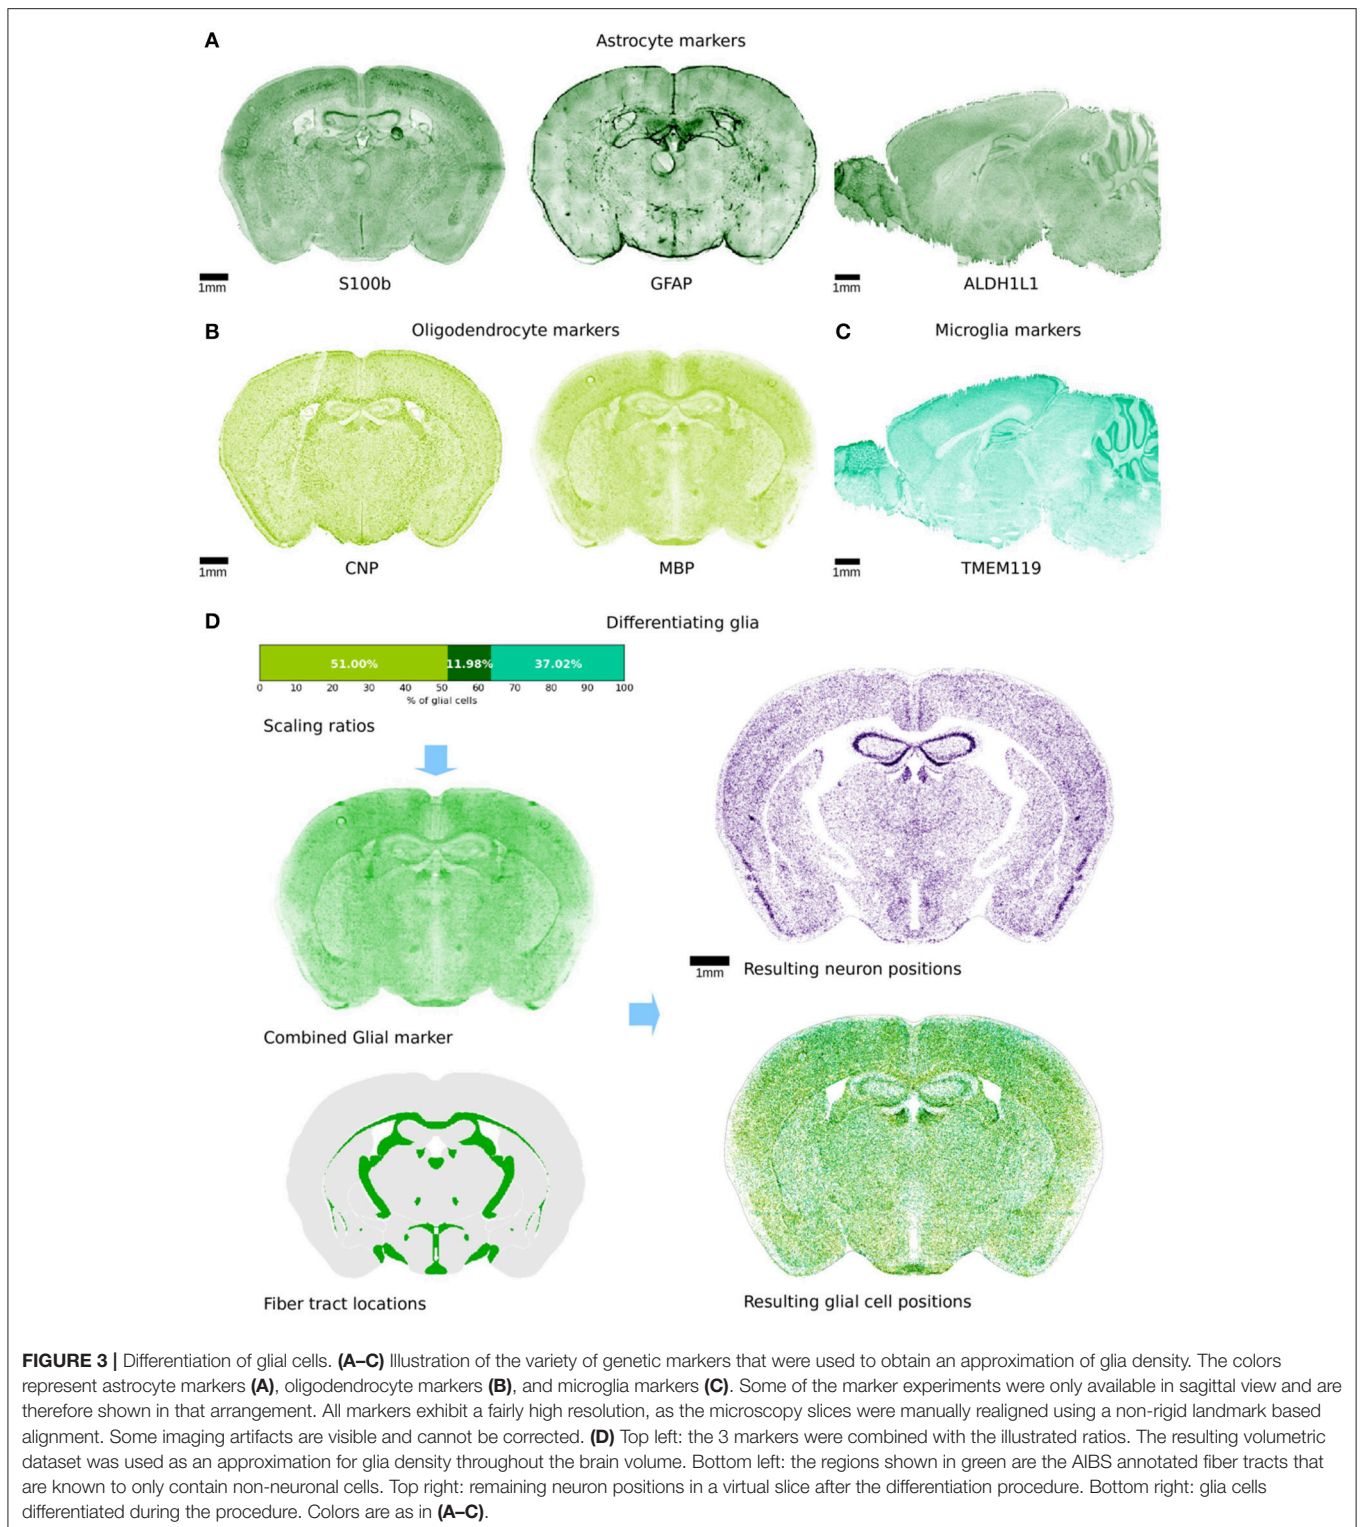 A
Astrocyte markers
1mm
S100b
GFAP
1mm
ALDH1L1
B
Oligodendrocyte markers
C
Microglia markers
1mm
CNP
MBP
1mm
TMEM119
D
Differentiating glia
51.00% 11.98% 37.02%
0 10 20 30 40 50 60 70 80 90 100
% of glial cells
Scaling ratios
1mm
Resulting neuron positions
Combined Glial marker
Fiber tract locations
Resulting glial cell positions
FIGURE 3 | Differentiation of glial cells. (A–C) Illustration of the variety of genetic markers that were used to obtain an approximation of glia density. The colors
represent astrocyte markers (A), oligodendrocyte markers (B), and microglia markers (C). Some of the marker experiments were only available in sagittal view and are
therefore shown in that arrangement. All markers exhibit a fairly high resolution, as the microscopy slices were manually realigned using a non-rigid landmark based
alignment. Some imaging artifacts are visible and cannot be corrected. (D) Top left: the 3 markers were combined with the illustrated ratios. The resulting volumetric
dataset was used as an approximation for glia density throughout the brain volume. Bottom left: the regions shown in green are the AIBS annotated fiber tracts that
are known to only contain non-neuronal cells. Top right: remaining neuron positions in a virtual slice after the differentiation procedure. Bottom right: glia cells
differentiated during the procedure. Colors are as in (A–C).